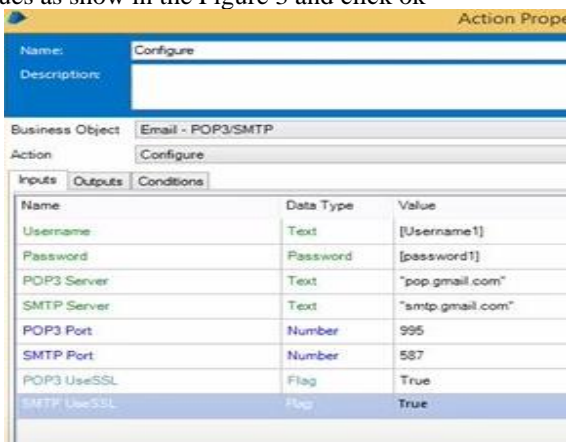 ues as show in the Figure 3 and click ok
Action Prope
Name: Configure
Description:
Business Object Email - POP3/SMTP
Action Configure
Inputs Outputs Conditions
Name Data Type Value
Username Text [Username1]
Password Password [password1]
POP3 Server Text "pop.gmail.com"
SMTP Server Text "smtp.gmail.com"
POP3 Port Number 995
SMTP Port Number 587
POP3 UseSSL Flag True
SMTP UseSSL Flag True